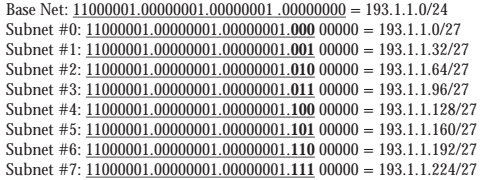 Base Net: 11000001.00000001.00000001 .00000000 = 193.1.1.0/24
Subnet #0: 11000001.00000001.00000001.000 00000 = 193.1.1.0/27
Subnet #1: 11000001.00000001.00000001.001 00000 = 193.1.1.32/27
Subnet #2: 11000001.00000001.00000001.010 00000 = 193.1.1.64/27
Subnet #3: 11000001.00000001.00000001.011 00000 = 193.1.1.96/27
Subnet #4: 11000001.00000001.00000001.100 00000 = 193.1.1.128/27
Subnet #5: 11000001.00000001.00000001.101 00000 = 193.1.1.160/27
Subnet #6: 11000001.00000001.00000001.110 00000 = 193.1.1.192/27
Subnet #7: 11000001.00000001.00000001.111 00000 = 193.1.1.224/27